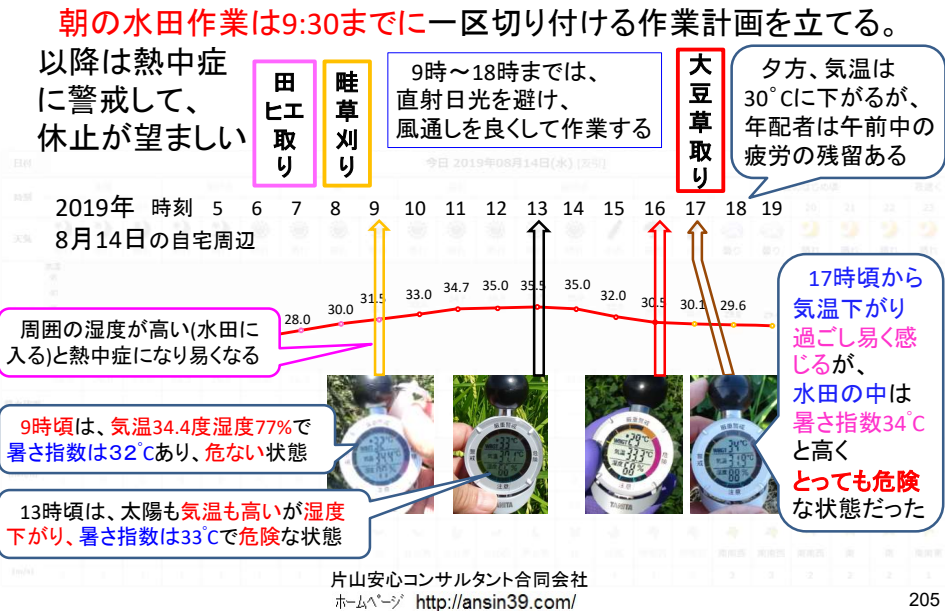 朝の水田作業は9:30までに一区切り付ける作業計画を立てる。
以降は熱中症
に警戒して、
休止が望ましい
田ヒエ取り
畦草刈り
9時～18時までは、
直射日光を避け、
風通しを良くして作業する
大豆草取り
夕方、気温は
30°Cに下がるが、
年配者は午前中の
疲労の残留ある
今日 2019年08月14日(水)
2019年 時刻 5 6 7 8 9 10 11 12 13 14 15 16 17 18 19
8月14日の自宅周辺
28.0 30.0 31.5 33.0 34.7 35.0 35.5 35.0 32.0 30.5 30.1 29.6
周囲の湿度が高い(水田に
入る)と熱中症になり易くなる
9時頃は、気温34.4度湿度77%で
暑さ指数は32°Cあり、危ない状態
13時頃は、太陽も気温も高いが湿度
下がり、暑さ指数は33°Cで危険な状態
17時頃から
気温下がり
過ごし易く感
じるが、
水田の中は
暑さ指数34°C
と高く
とっても危険
な状態だった
片山安心コンサルタント合同会社
ホームページ http://ansin39.com/
205